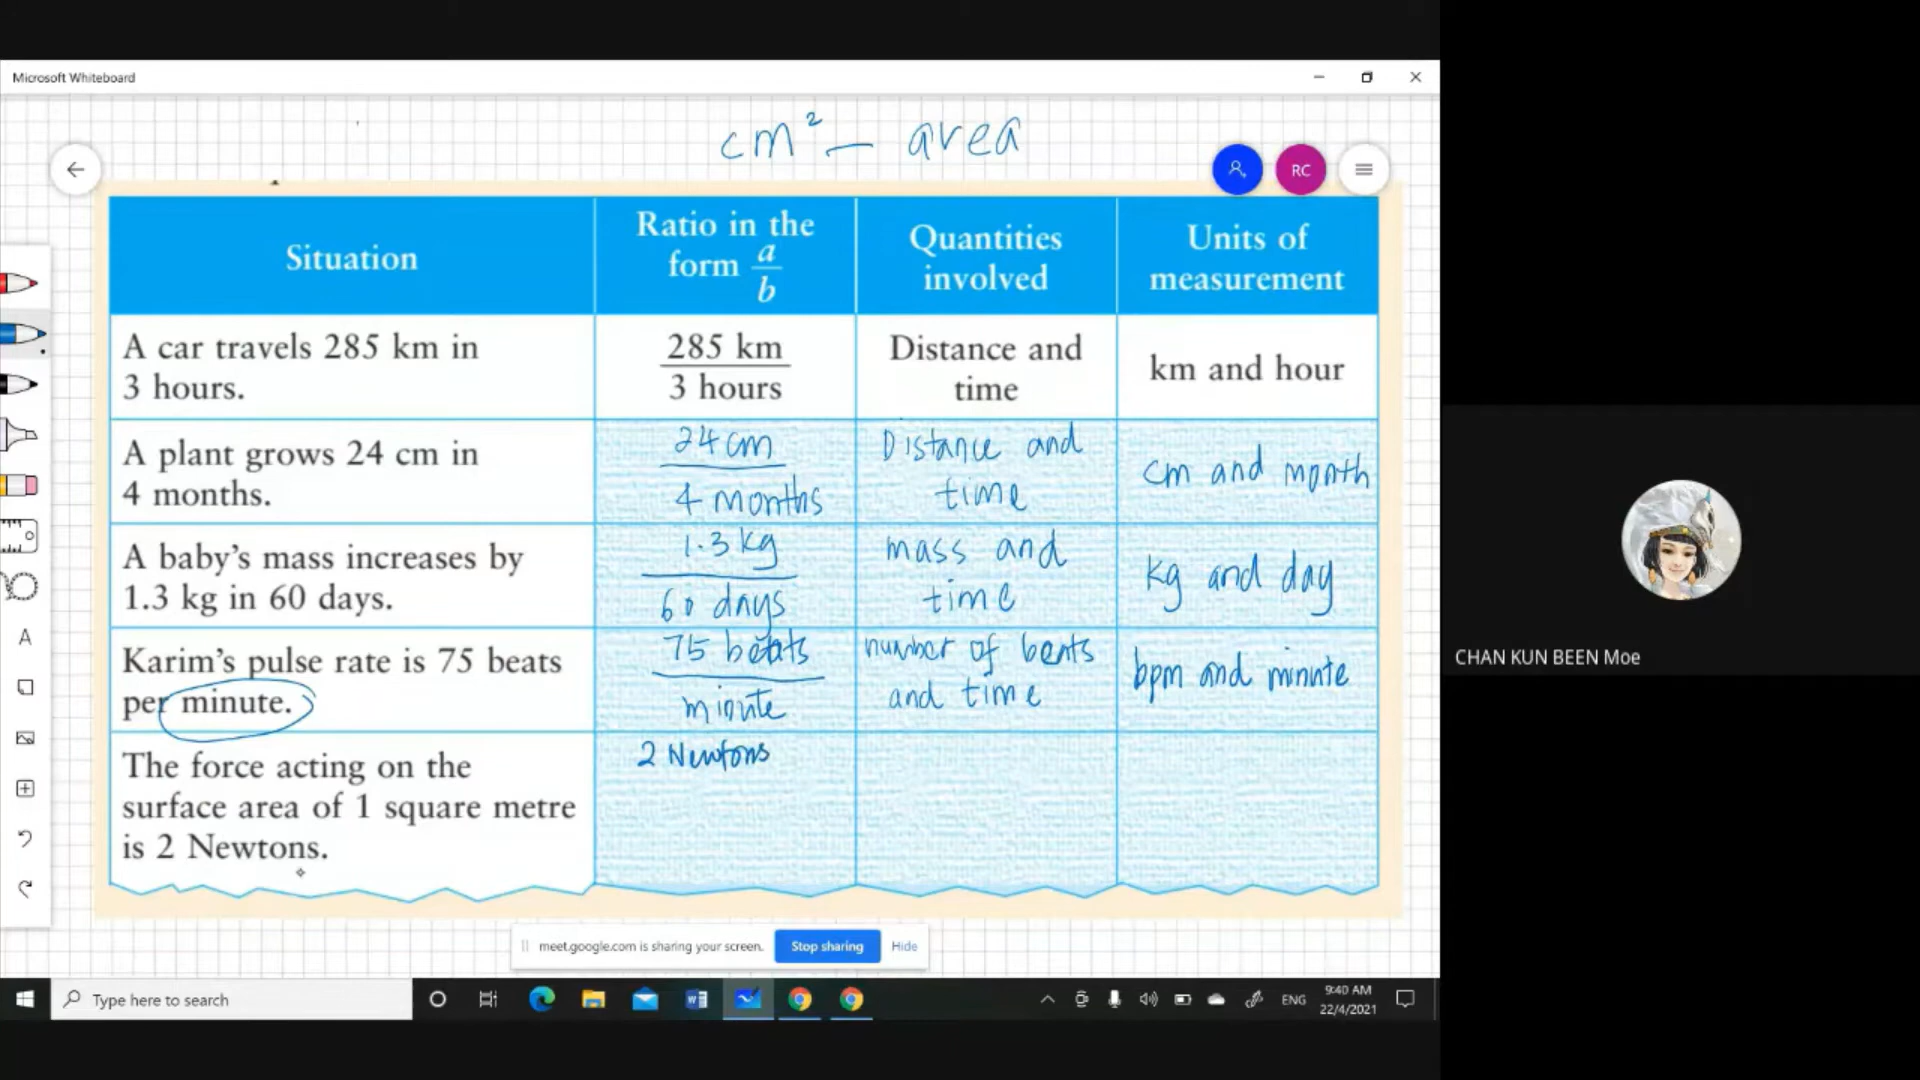 Microsoft Whiteboard
cm² – area
RC
Situation
Ratio in the
form a/b
Quantities
involved
Units of
measurement
A car travels 285 km in
3 hours.
285 km
3 hours
Distance and
time
km and hour
A plant grows 24 cm in
4 months.
24 cm
4 months
Distance and
time
cm and month
A baby's mass increases by
1.3 kg in 60 days.
1.3 kg
60 days
mass and
time
kg and day
Karim's pulse rate is 75 beats
per minute.
75 beats
minute
number of beats
and time
bpm and minute
The force acting on the
surface area of 1 square metre
is 2 Newtons.
2 Newtons
CHAN KUN BEEN Moe
meet.google.com is sharing your screen.
Stop sharing
Hide
Type here to search
ENG
9:40 AM
22/4/2021